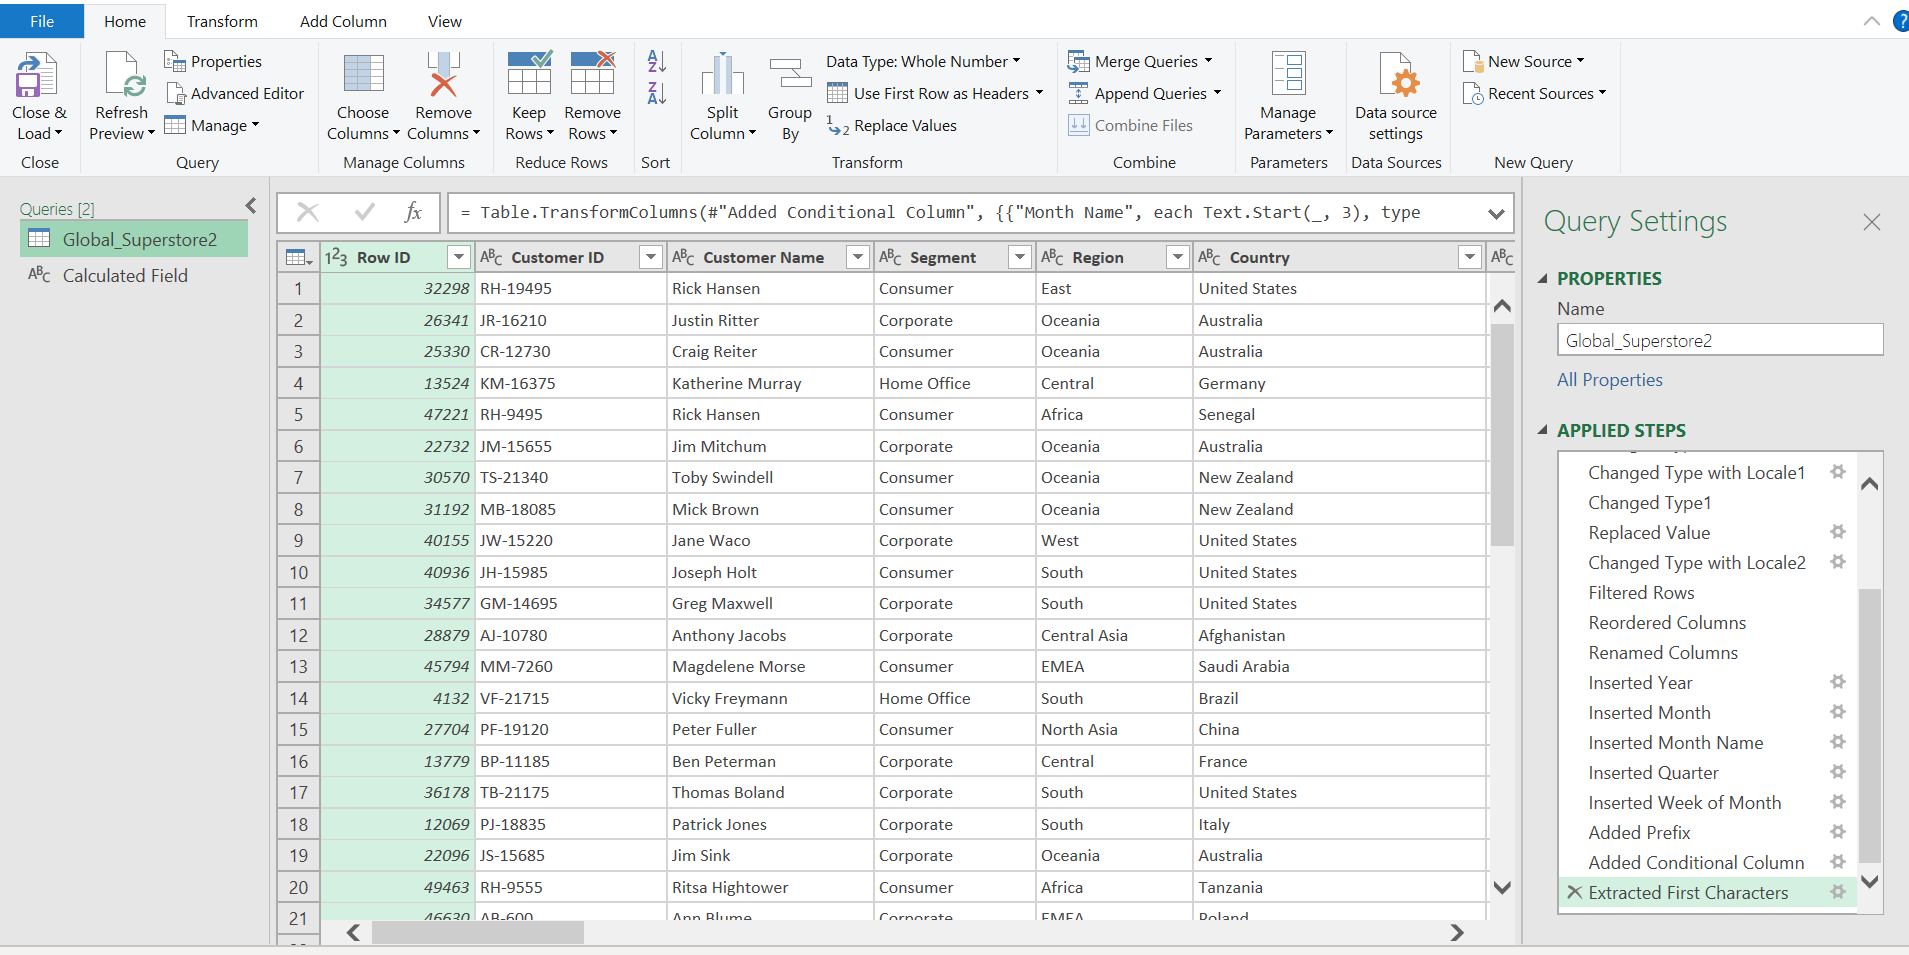 File Home Transform Add Column View
?
Close & Load
Close
Refresh Preview
Properties
Advanced Editor
Manage
Query
Choose Columns
Remove Columns
Manage Columns
Keep Rows
Remove Rows
Reduce Rows
A Z
Z A
Sort
Split Column
Group By
Data Type: Whole Number
Use First Row as Headers
1 2 Replace Values
Transform
Merge Queries
Append Queries
Combine Files
Combine
Manage Parameters
Parameters
Data source settings
Data Sources
New Source
Recent Sources
New Query
Queries [2]
Global_Superstore2
ABC Calculated Field
fx
= Table.TransformColumns(#"Added Conditional Column", {{"Month Name", each Text.Start(_, 3), type
123 Row ID ABC Customer ID ABC Customer Name ABC Segment ABC Region ABC Country ABC
1 32298 RH-19495 Rick Hansen Consumer East United States
2 26341 JR-16210 Justin Ritter Corporate Oceania Australia
3 25330 CR-12730 Craig Reiter Consumer Oceania Australia
4 13524 KM-16375 Katherine Murray Home Office Central Germany
5 47221 RH-9495 Rick Hansen Consumer Africa Senegal
6 22732 JM-15655 Jim Mitchum Corporate Oceania Australia
7 30570 TS-21340 Toby Swindell Consumer Oceania New Zealand
8 31192 MB-18085 Mick Brown Consumer Oceania New Zealand
9 40155 JW-15220 Jane Waco Corporate West United States
10 40936 JH-15985 Joseph Holt Consumer South United States
11 34577 GM-14695 Greg Maxwell Corporate South United States
12 28879 AJ-10780 Anthony Jacobs Corporate Central Asia Afghanistan
13 45794 MM-7260 Magdelene Morse Consumer EMEA Saudi Arabia
14 4132 VF-21715 Vicky Freymann Home Office South Brazil
15 27704 PF-19120 Peter Fuller Consumer North Asia China
16 13779 BP-11185 Ben Peterman Corporate Central France
17 36178 TB-21175 Thomas Boland Corporate South United States
18 12069 PJ-18835 Patrick Jones Corporate South Italy
19 22096 JS-15685 Jim Sink Corporate Oceania Australia
20 49463 RH-9555 Ritsa Hightower Consumer Africa Tanzania
21 46630 AB-600 Ann Blume Corporate EMEA Poland
Query Settings
PROPERTIES
Name
Global_Superstore2
All Properties
APPLIED STEPS
Changed Type with Locale1
Changed Type1
Replaced Value
Changed Type with Locale2
Filtered Rows
Reordered Columns
Renamed Columns
Inserted Year
Inserted Month
Inserted Month Name
Inserted Quarter
Inserted Week of Month
Added Prefix
Added Conditional Column
Extracted First Characters